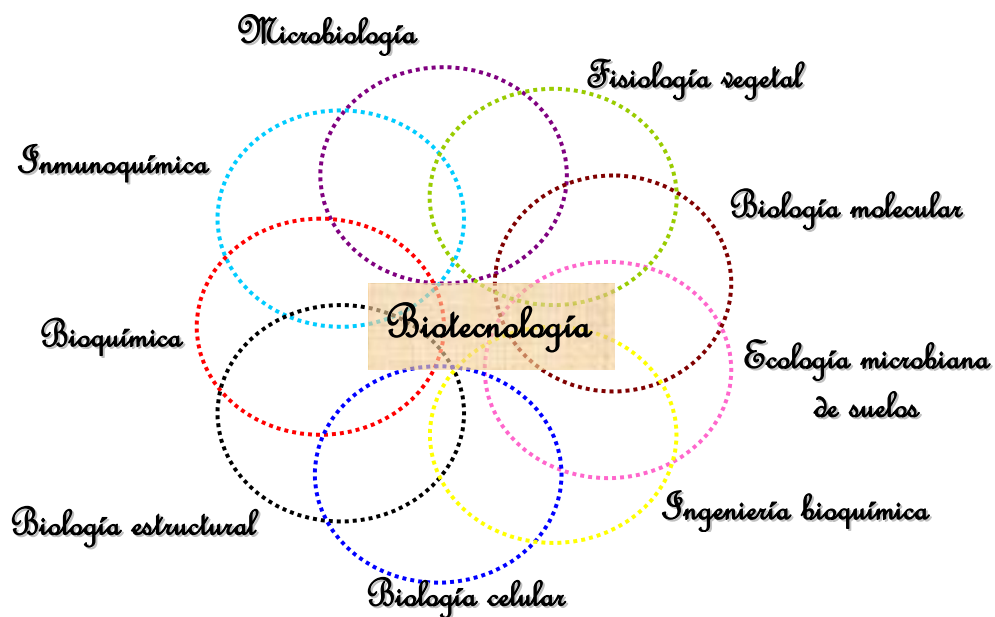 Microbiología
Fisiología vegetal
Inmunoquímica
Biología molecular
Biotecnología
Bioquímica
Ecología microbiana
de suelos
Ingeniería bioquímica
Biología estructural
Biología celular